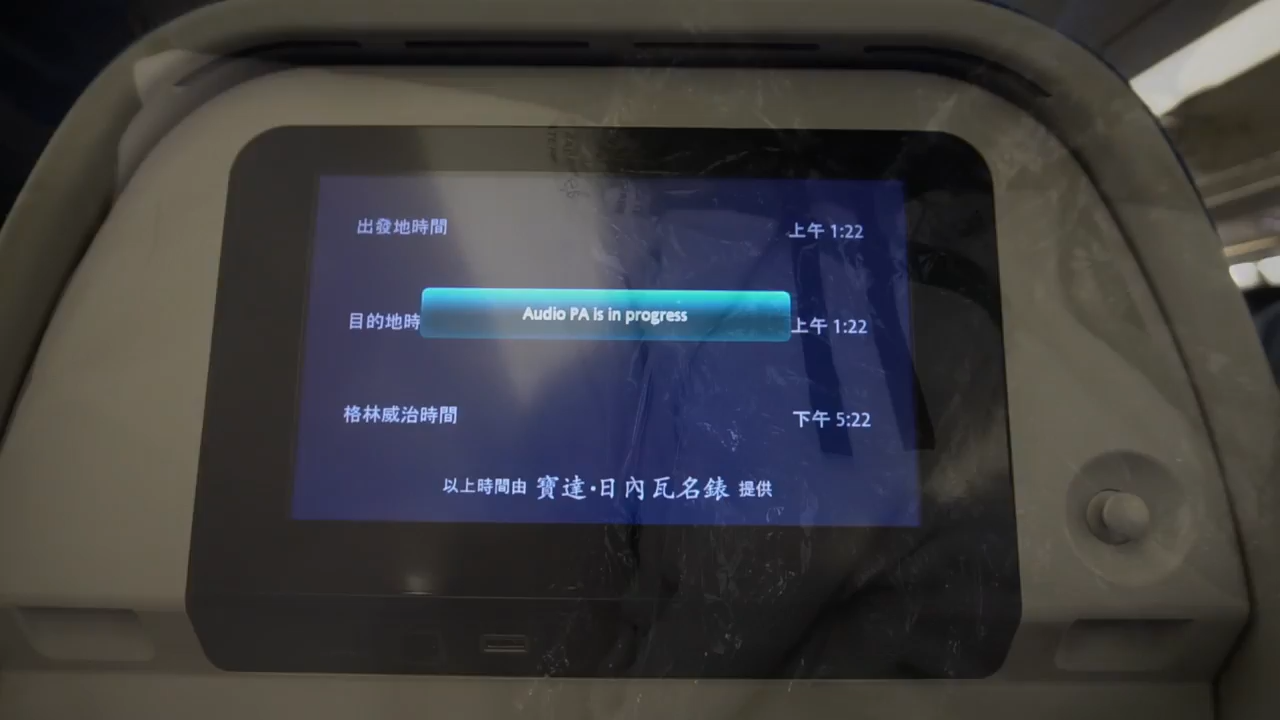 出發地時間 上午 1:22
Audio PA is in progress
目的地時 上午 1:22
格林威治時間 下午 5:22
以上時間由 寶達·日內瓦名錶 提供